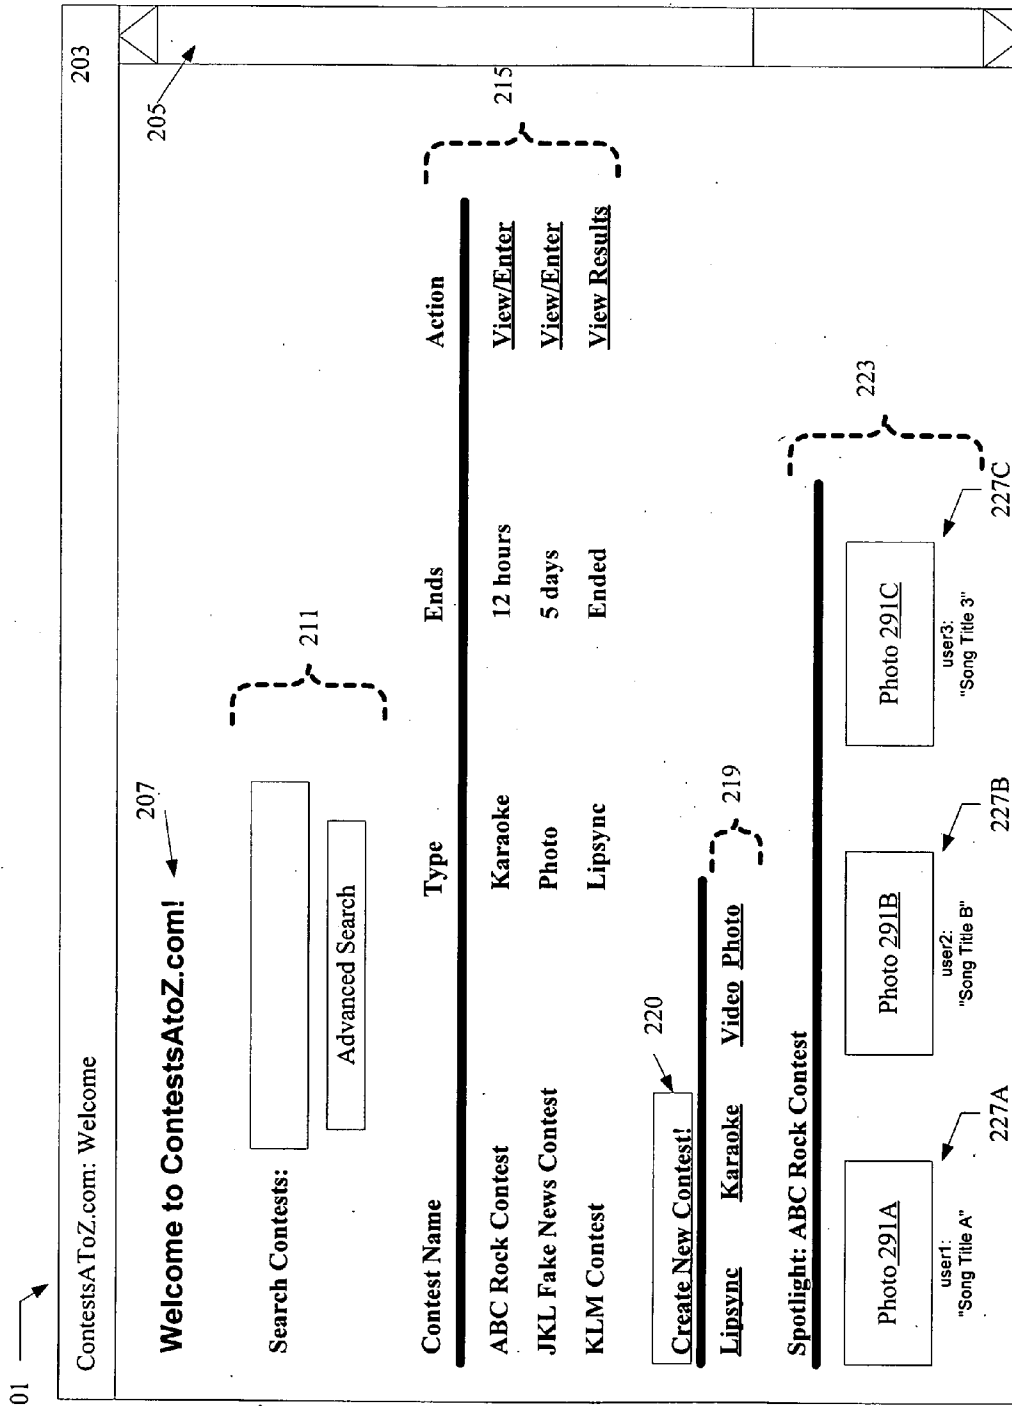 01
ContestsAToZ.com: Welcome 203
205
Welcome to ContestsAtoZ.com! 207
Search Contests:
Advanced Search
211
Contest Name Type Ends Action
ABC Rock Contest Karaoke 12 hours View/Enter
JKL Fake News Contest Photo 5 days View/Enter
KLM Contest Lipsync Ended View Results
215
Create New Contest! 220
Lipsync Karaoke Video Photo 219
Spotlight: ABC Rock Contest
223
Photo 291A Photo 291B Photo 291C
user1: user2: user3:
"Song Title A" "Song Title B" "Song Title 3"
227A 227B 227C